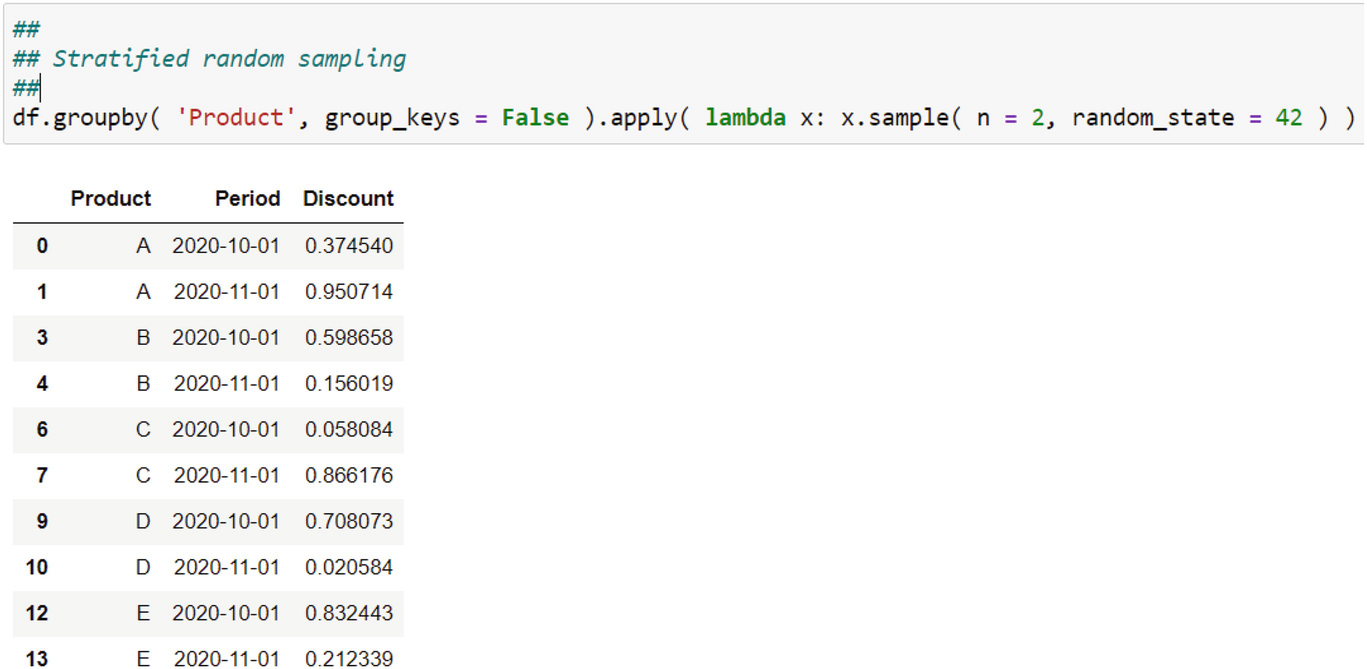 ##
## Stratified random sampling
##
df.groupby( 'Product', group_keys = False ).apply( lambda x: x.sample( n = 2, random_state = 42 ) )
Product Period Discount
0 A 2020-10-01 0.374540
1 A 2020-11-01 0.950714
3 B 2020-10-01 0.598658
4 B 2020-11-01 0.156019
6 C 2020-10-01 0.058084
7 C 2020-11-01 0.866176
9 D 2020-10-01 0.708073
10 D 2020-11-01 0.020584
12 E 2020-10-01 0.832443
13 E 2020-11-01 0.212339